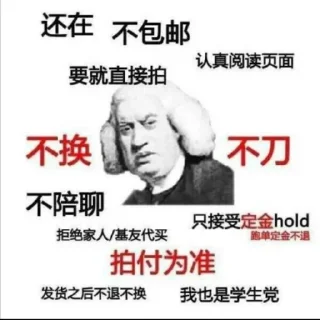 还在
不包邮
认真阅读页面
要就直接拍
不换
不刀
不陪聊
只接受定金hold
跑单定金不退
拒绝家人/基友代买
拍付为准
发货之后不退不换
我也是学生党